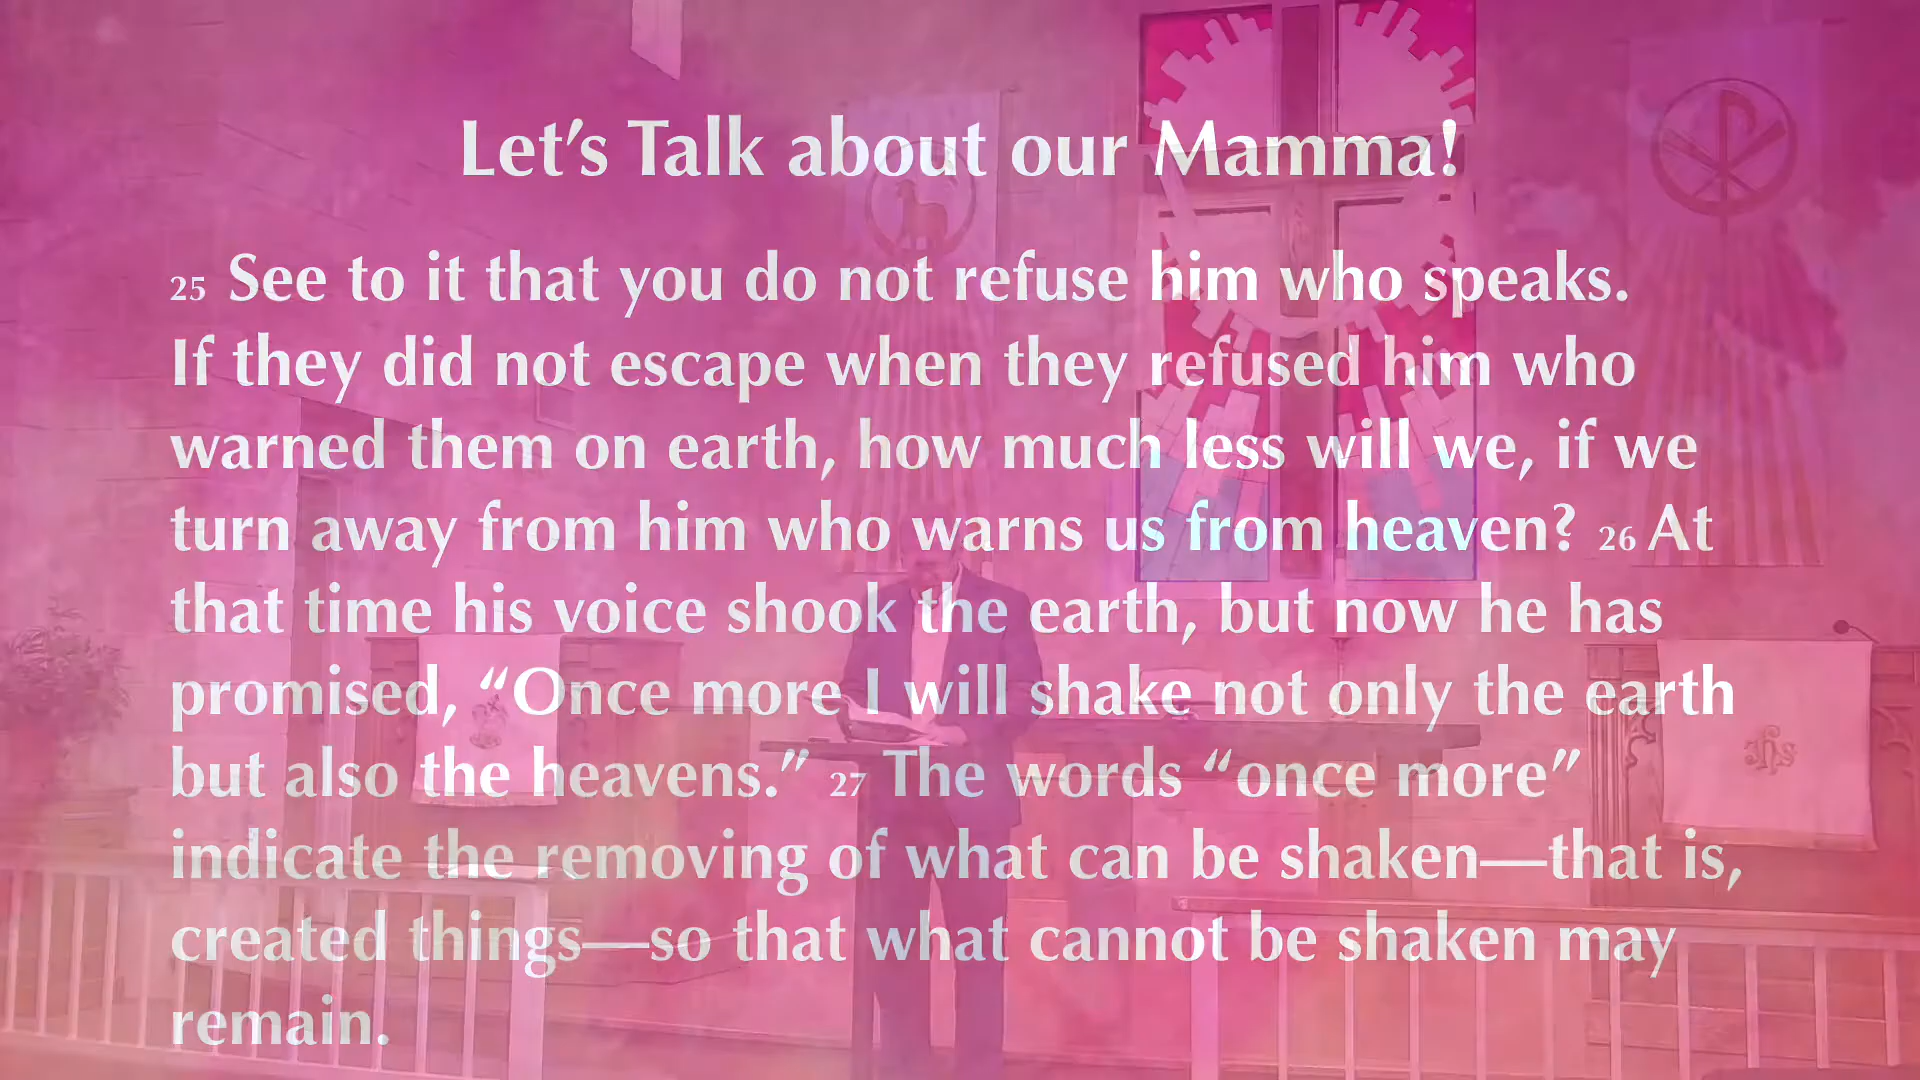 Let’s Talk about our Mamma!
25 See to it that you do not refuse him who speaks.
If they did not escape when they refused him who
warned them on earth, how much less will we, if we
turn away from him who warns us from heaven? 26 At
that time his voice shook the earth, but now he has
promised, “Once more I will shake not only the earth
but also the heavens.” 27 The words “once more”
indicate the removing of what can be shaken—that is,
created things—so that what cannot be shaken may
remain.
ihs